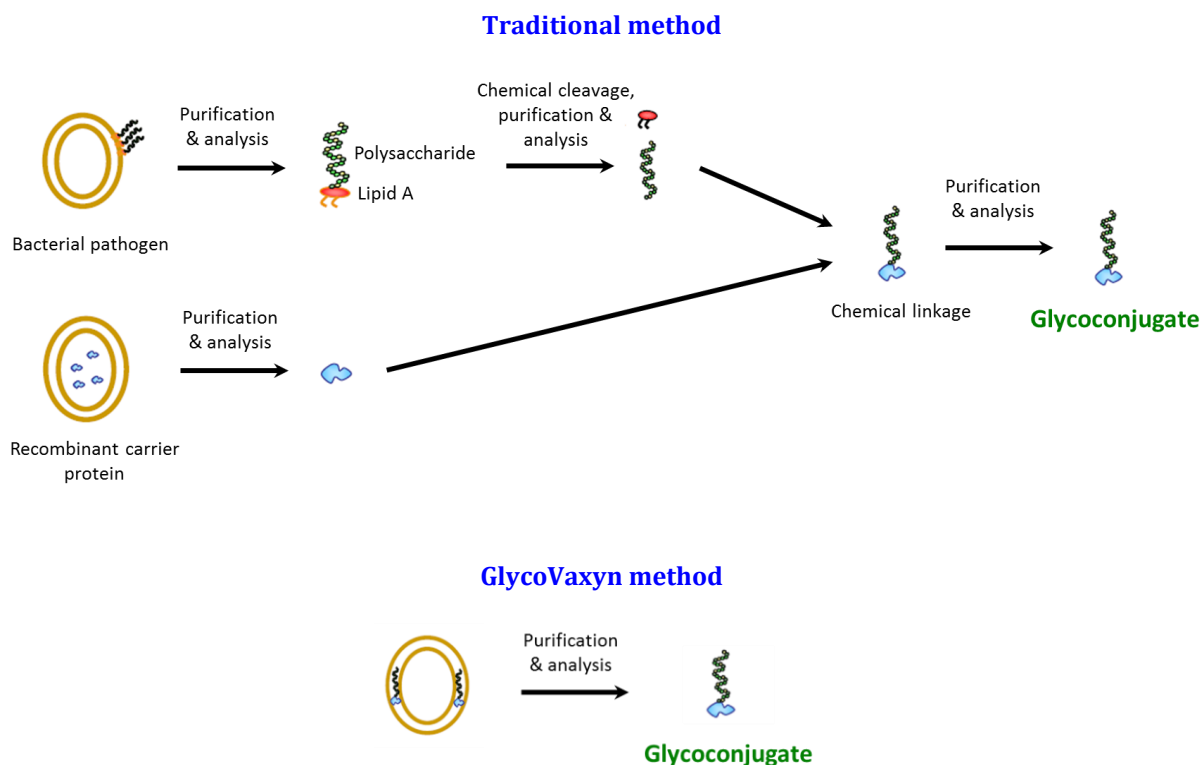 Traditional method
Purification
& analysis
Chemical cleavage,
purification &
analysis
Polysaccharide
Lipid A
Bacterial pathogen
Purification
& analysis
Recombinant carrier
protein
Chemical linkage
Purification
& analysis
Glycoconjugate
GlycoVaxyn method
Purification
& analysis
Glycoconjugate